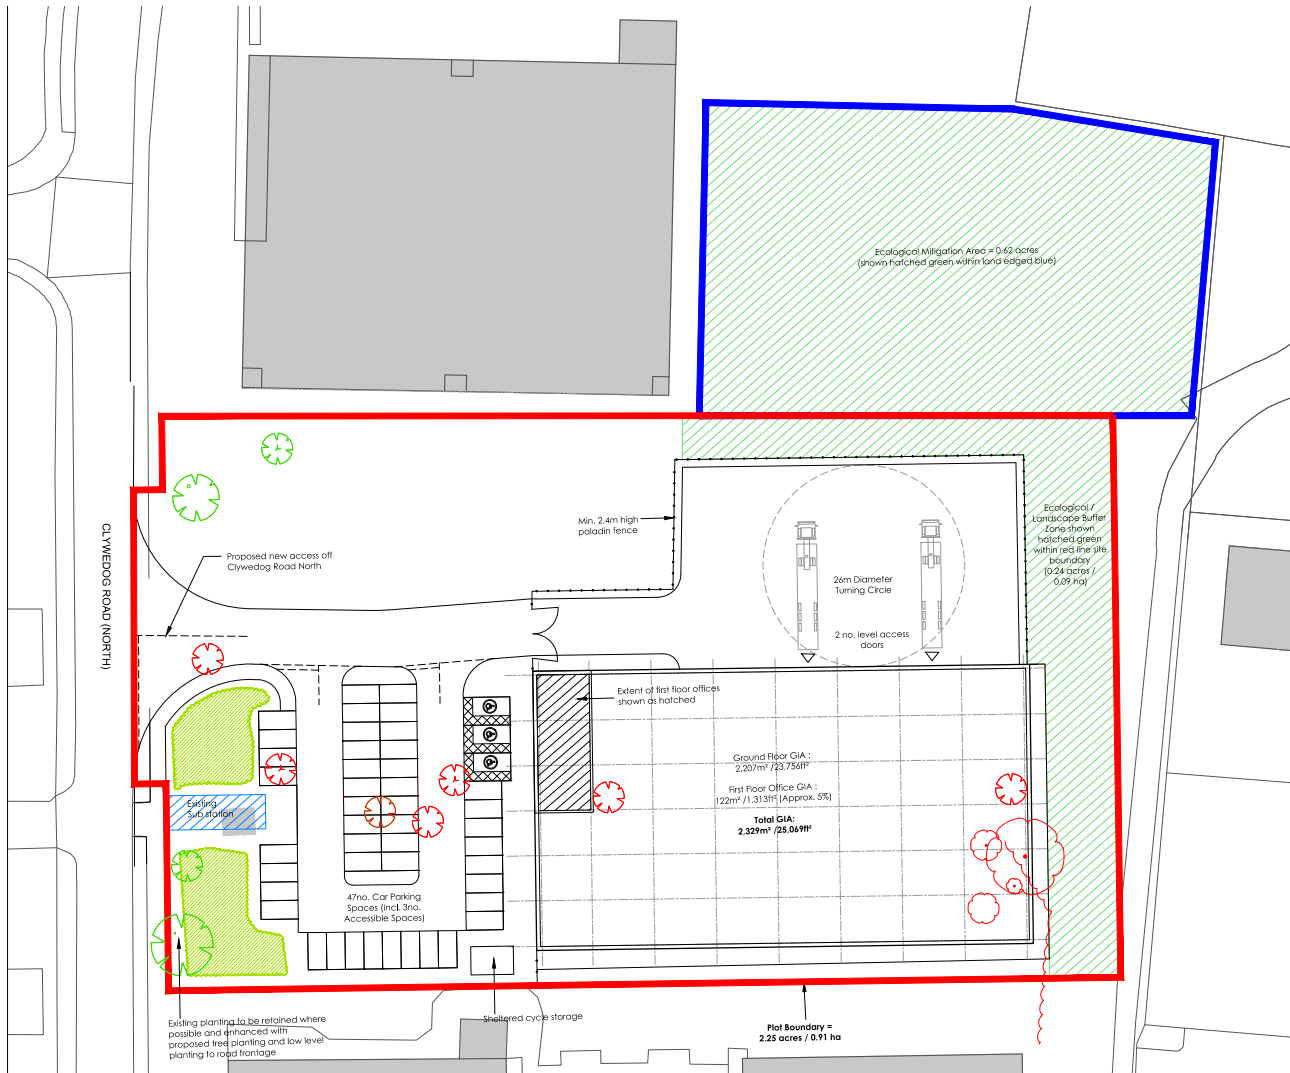 Ecological Mitigation Area = 0.62 acres
(shown hatched green within land edged blue)
Min. 2.4m high
paladin fence
Ecological /
Landscape Buffer
Zone shown
hatched green
within red line site
boundary
(0.24 acres /
0.09 ha)
CLYWEDOG ROAD (NORTH)
Proposed new access off
Clywedog Road North
26m Diameter
Turning Circle
2 no. level access
doors
Extent of first floor offices
shown as hatched
Ground Floor GIA :
2,207m² /23,756ft²
First Floor Office GIA :
122m² /1,313ft² (Approx. 5%)
Total GIA:
2,329m² /25,069ft²
Existing
Sub station
47no. Car Parking
Spaces (Incl. 3no.
Accessible Spaces)
Existing planting to be retained where
possible and enhanced with
proposed tree planting and low level
planting to road frontage
Sheltered cycle storage
Plot Boundary =
2.25 acres / 0.91 ha